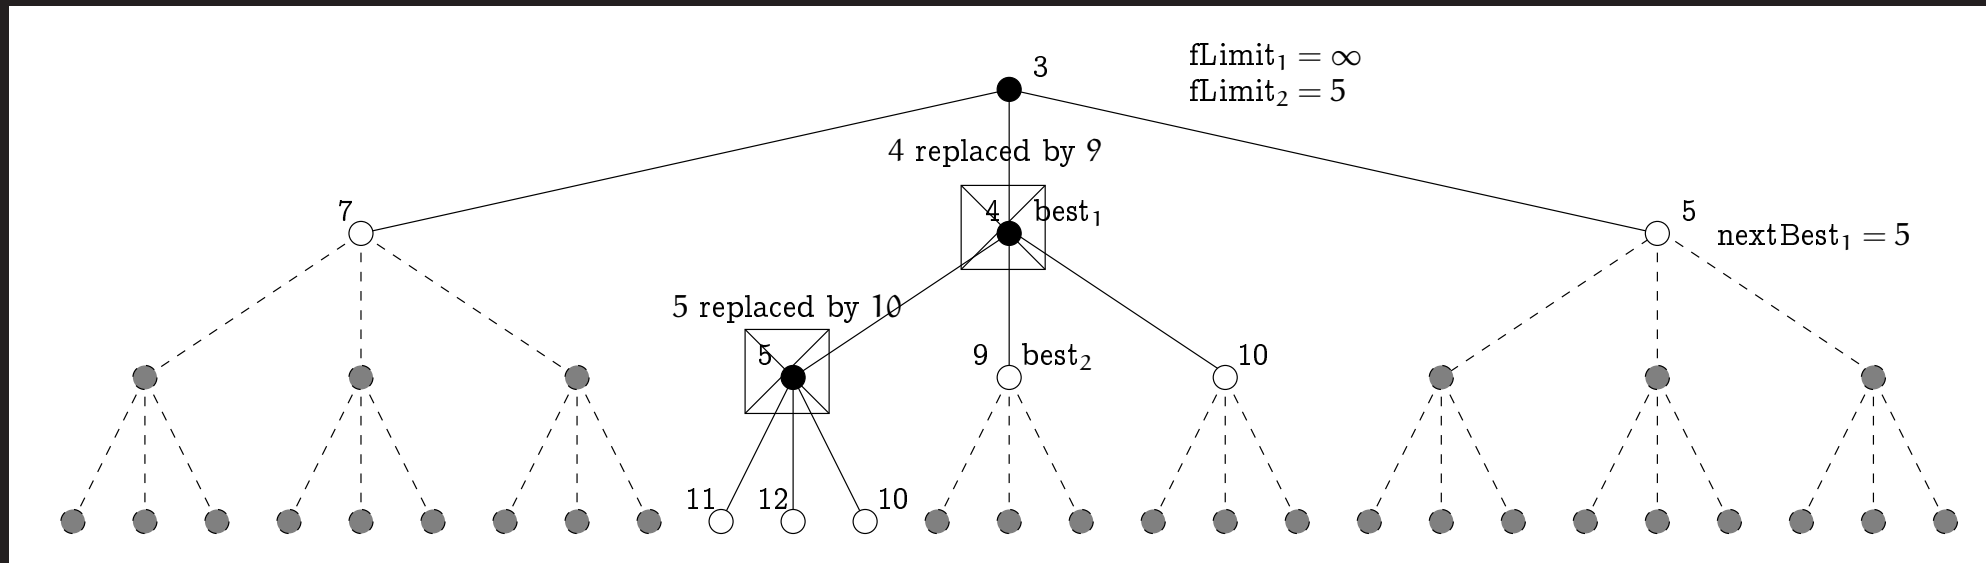 3
fLimit₁ = ∞
fLimit₂ = 5
4 replaced by 9
7
4 best₁
5
nextBest₁ = 5
5 replaced by 10
5
9 best₂
10
11
12
10